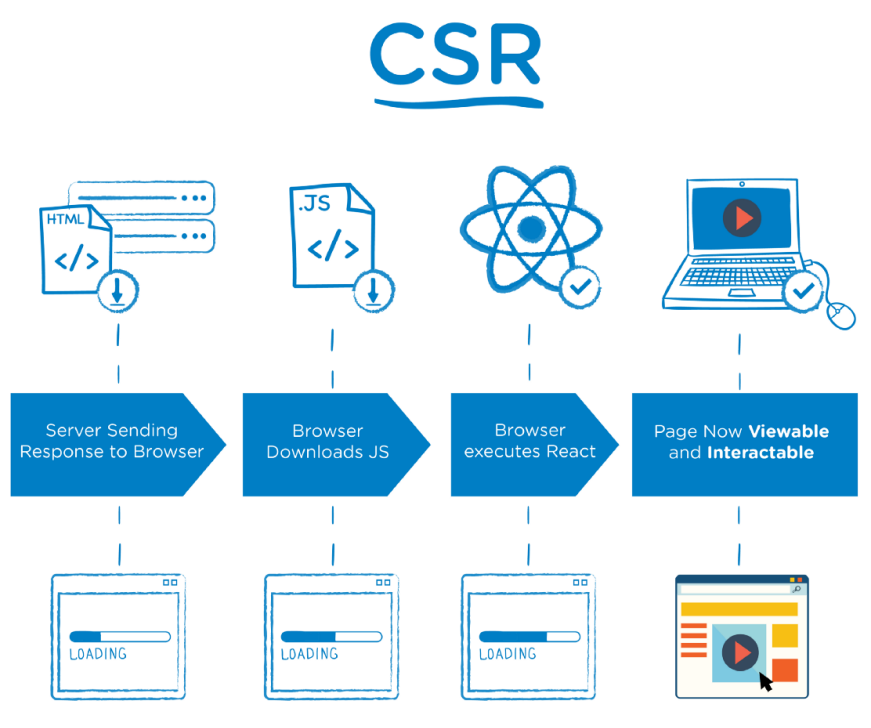 CSR
HTML
</>
.JS
</>
Server Sending
Response to Browser
Browser
Downloads JS
Browser
executes React
Page Now Viewable
and Interactable
LOADING
LOADING
LOADING